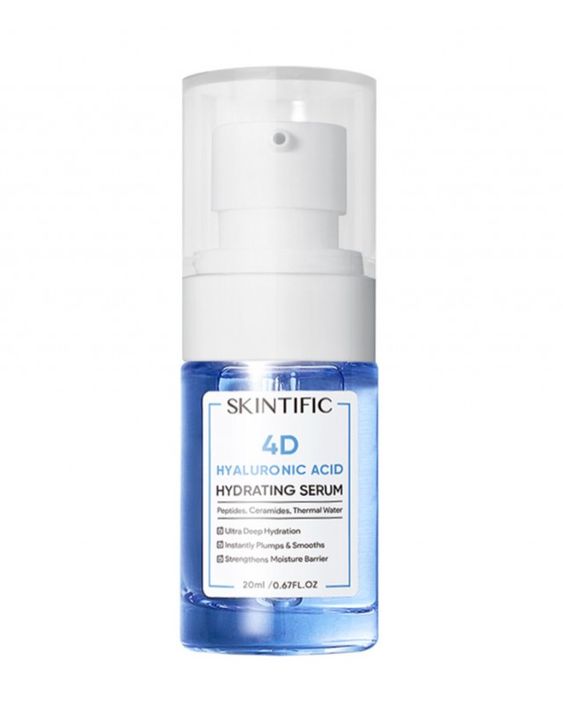 SKINTIFIC
4D
HYALURONIC ACID
HYDRATING SERUM
Peptides, Ceramides, Thermal Water
Ultra Deep Hydration
Instantly Plumps & Smooths
Strengthens Moisture Barrier
20ml /0.67FL.OZ